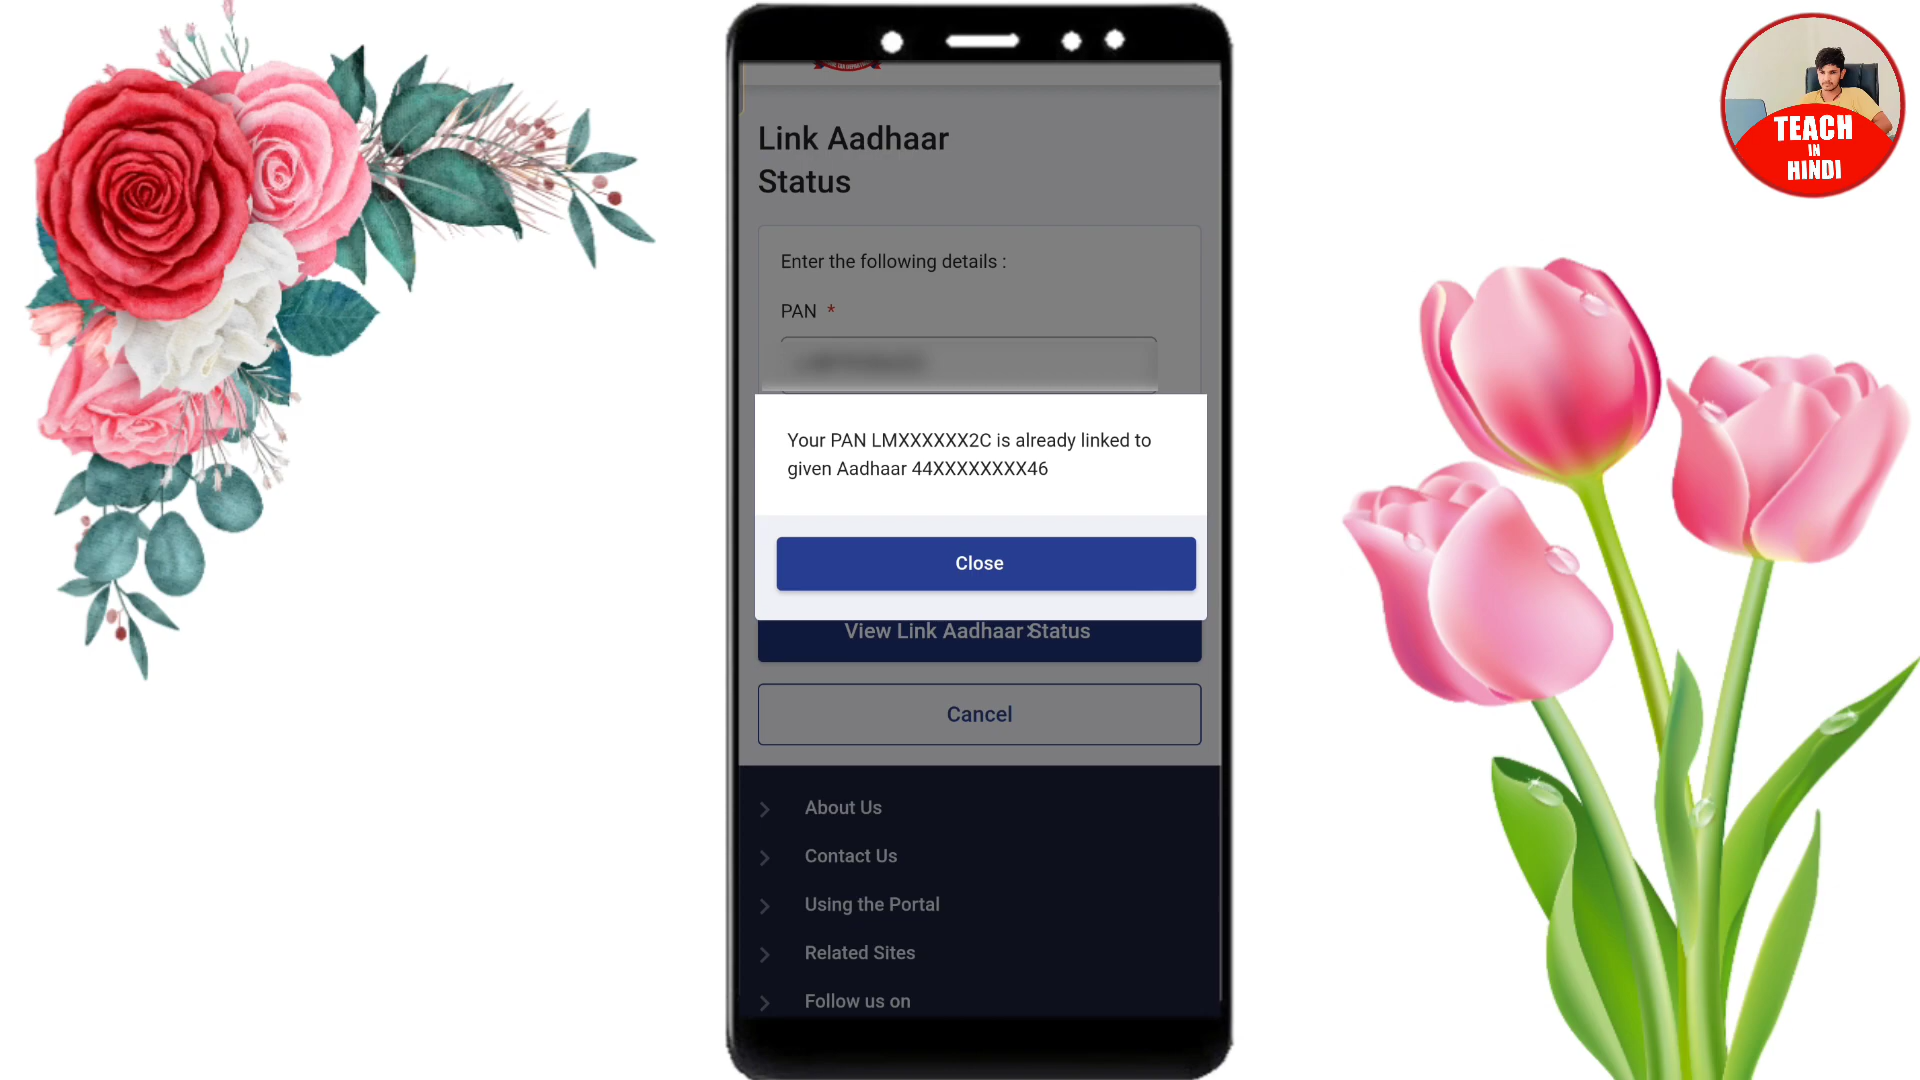 TEACH
IN
HINDI
Link Aadhaar
Status
Enter the following details :
PAN *
Your PAN LMXXXXXX2C is already linked to
given Aadhaar 44XXXXXXXX46
Close
View Link Aadhaar Status
Cancel
About Us
Contact Us
Using the Portal
Related Sites
Follow us on